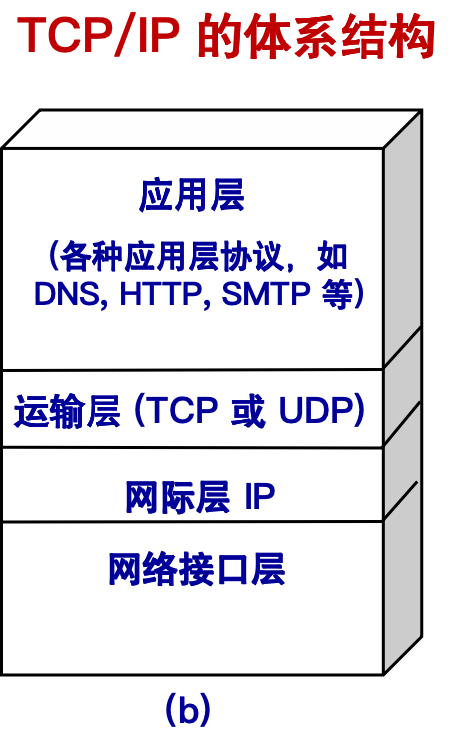 TCP/IP 的体系结构
应用层
(各种应用层协议，如
DNS, HTTP, SMTP 等)
运输层 (TCP 或 UDP)
网际层 IP
网络接口层
(b)